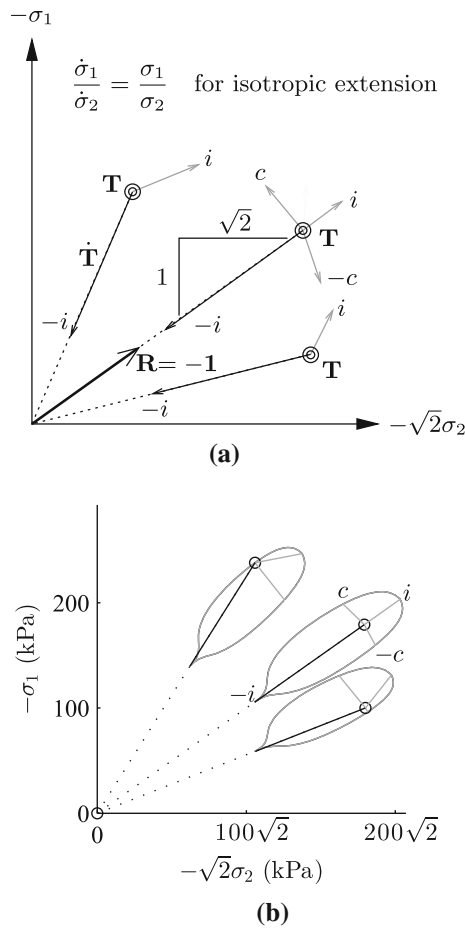 −σ₁
σ̇₁/σ̇₂ = σ₁/σ₂ for isotropic extension
i
T
c
i
√2
T
Ṫ
1
−c
−i
−i
i
R= −1
T
−i
−√2σ₂
(a)
200
c
i
−σ₁ (kPa)
−c
−i
100
0
0
100√2
200√2
−√2σ₂ (kPa)
(b)